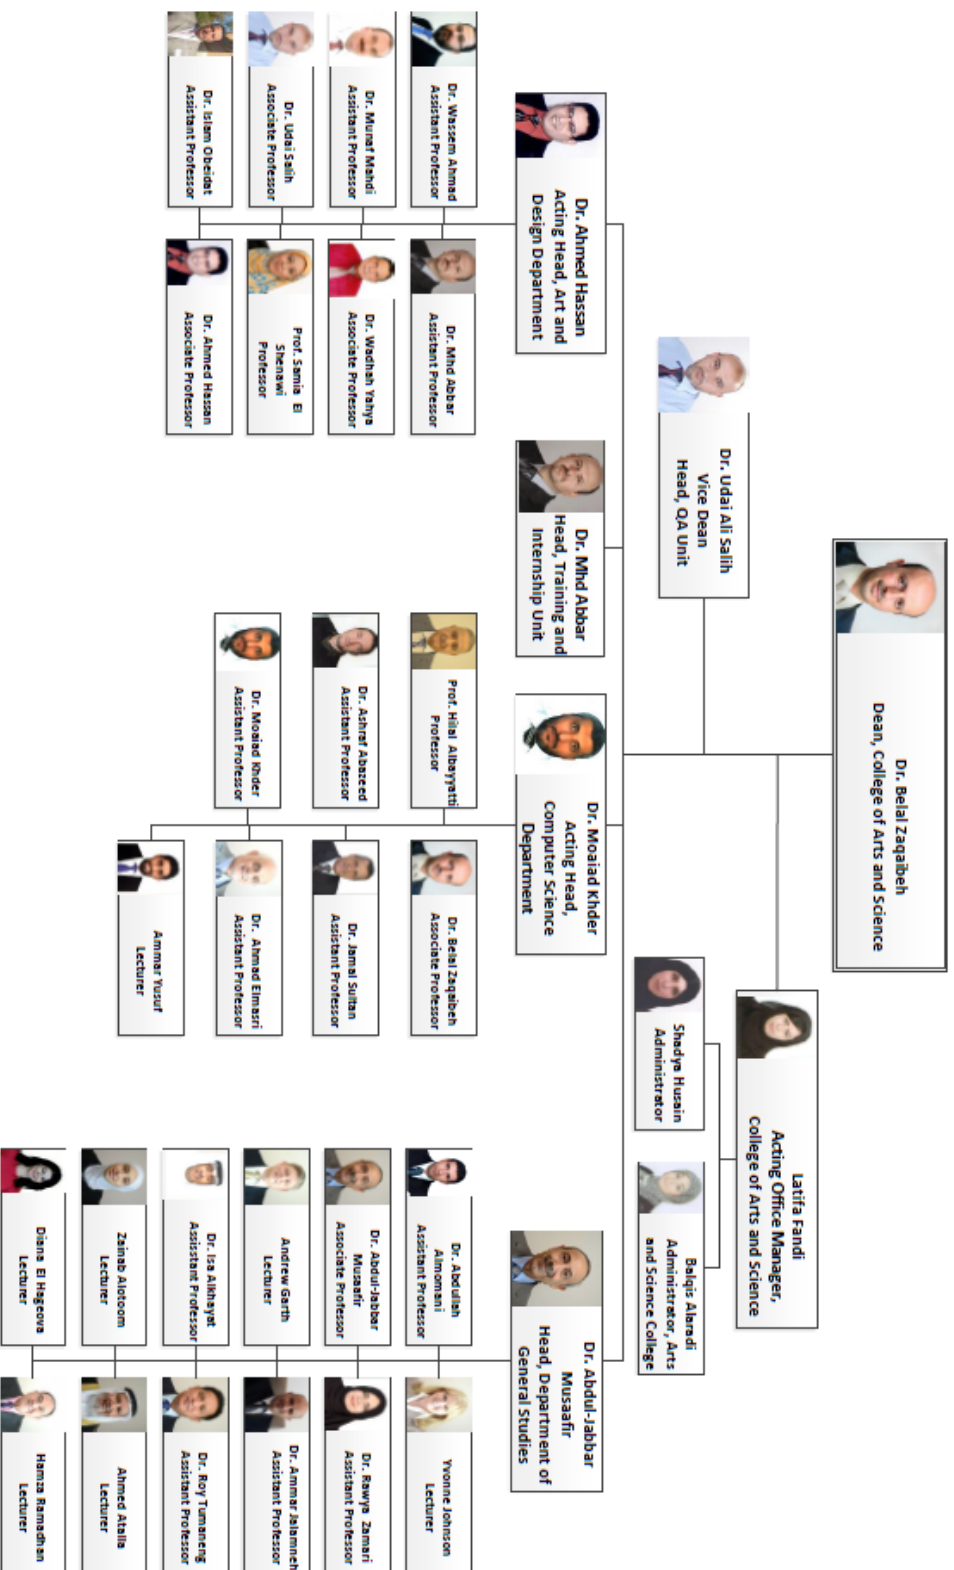 Dr. Belal Zaqaibeh
Dean, College of Arts and Science
Dr. Udai Ali Salih
Vice Dean
Head, QA Unit
Latifa Fandi
Acting Office Manager,
College of Arts and Science
Shadya Husain
Administrator
Balqis Alaradi
Administrator, Arts
and Science College
Dr. Ahmed Hassan
Acting Head, Art and
Design Department
Dr. Mhd Abbar
Head, Training and
Internship Unit
Dr. Moaiad Khder
Acting Head,
Computer Science
Department
Dr. Abdul-Jabbar
Musaafir
Head, Department of
General Studies
Dr. Wassem Ahmad
Assistant Professor
Dr. Mhd Abbar
Assistant Professor
Dr. Munaf Mahdi
Assistant Professor
Dr. Wadhah Yahya
Associate Professor
Dr. Udai Salih
Associate Professor
Prof. Samia El
Shenawi
Professor
Dr. Islam Obeidat
Assistant Professor
Dr. Ahmed Hassan
Associate Professor
Prof. Hilal Albayyatti
Professor
Dr. Belal Zaqaibeh
Associate Professor
Dr. Ashraf Abazeed
Assistant Professor
Dr. Jamal Sultan
Assistant Professor
Dr. Moaiad Khder
Assistant Professor
Dr. Ahmad Elmasri
Assistant Professor
Ammar Yusuf
Lecturer
Dr. Abdullah
Almomani
Assistant Professor
Yvonne Johnson
Lecturer
Dr. Abdul-Jabbar
Musaafir
Associate Professor
Dr. Rawya Zamari
Assistant Professor
Andrew Garth
Lecturer
Dr. Ammar Jalamneh
Assistant Professor
Dr. Isa Alkhayat
Assisstant Professor
Dr. Roy Tumaneng
Assistant Professor
Zainab Alotoom
Lecturer
Ahmed Atalla
Lecturer
Diana El Hageova
Lecturer
Hamza Ramadhan
Lecturer